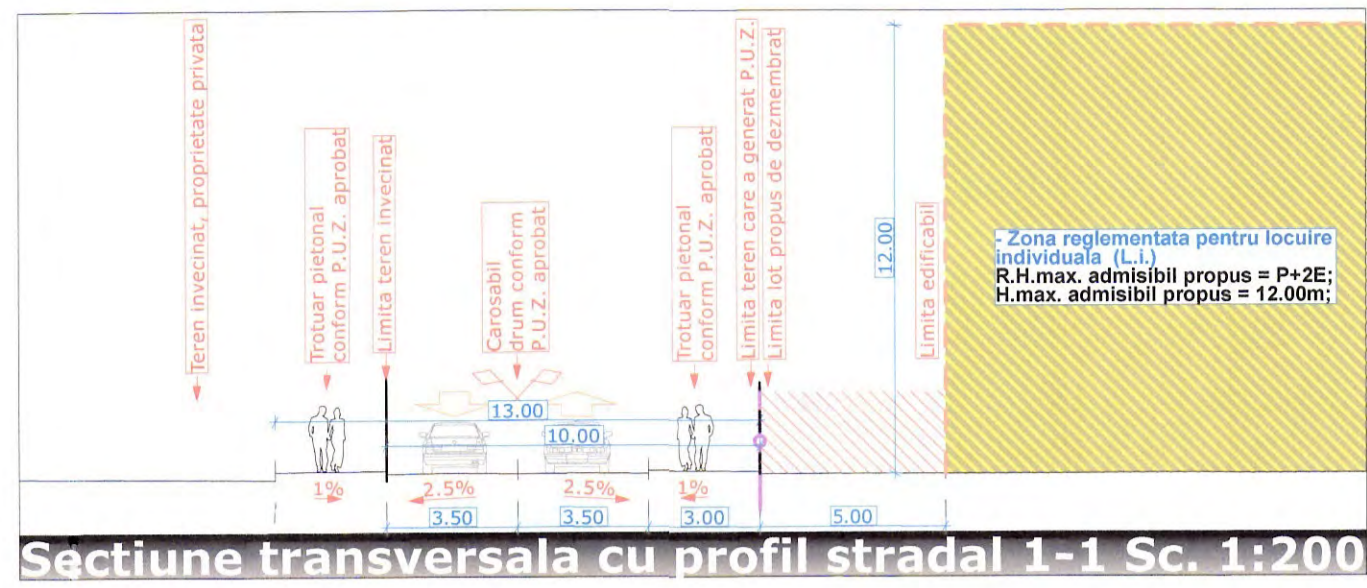 Teren invecinat, proprietate privata
Trotuar pietonal
conform P.U.Z. aprobat
Limita teren invecinat
Carosabil
drum conform
P.U.Z. aprobat
Trotuar pietonal
conform P.U.Z. aprobat
Limita teren care a generat P.U.Z.
Limita lot propus de dezmembrat
12.00
Limita edificabil
- Zona reglementata pentru locuire
individuala (L.i.)
R.H.max. admisibil propus = P+2E;
H.max. admisibil propus = 12.00m;
13.00
10.00
1%
2.5%
2.5%
1%
3.50
3.50
3.00
5.00
Sectiune transversala cu profil stradal 1-1 Sc. 1:200